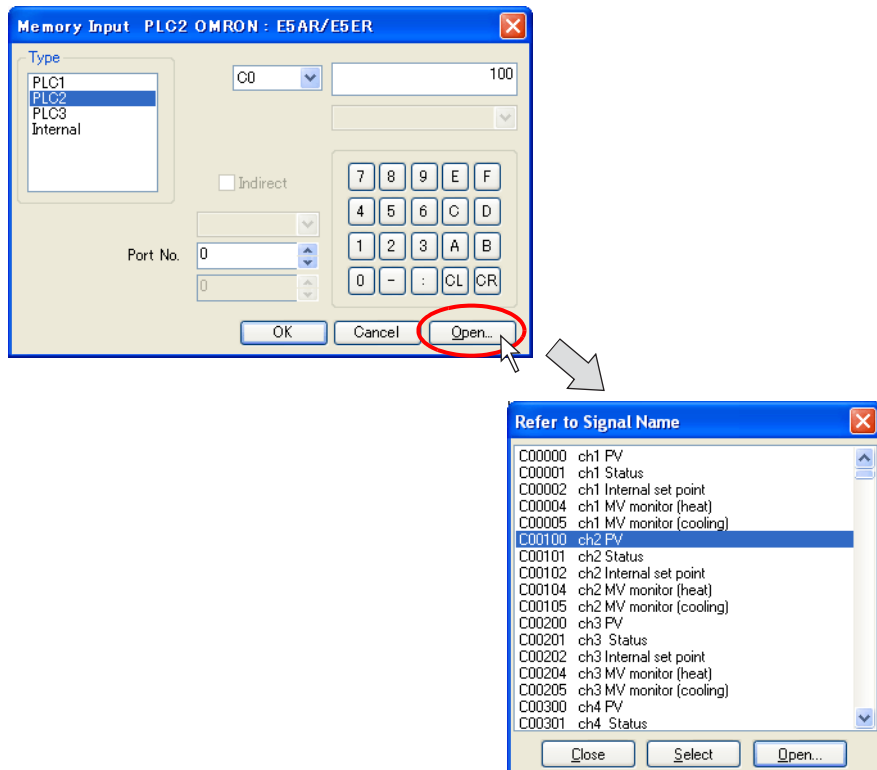 Memory Input PLC2 OMRON : E5AR/E5ER
Type
PLC1
PLC2
PLC3
Internal
C0
100
Indirect
7 8 9 E F
4 5 6 C D
1 2 3 A B
0 - : CL CR
Port No. 0
0
OK Cancel Open...
Refer to Signal Name
C00000 ch1 PV
C00001 ch1 Status
C00002 ch1 Internal set point
C00004 ch1 MV monitor (heat)
C00005 ch1 MV monitor (cooling)
C00100 ch2 PV
C00101 ch2 Status
C00102 ch2 Internal set point
C00104 ch2 MV monitor (heat)
C00105 ch2 MV monitor (cooling)
C00200 ch3 PV
C00201 ch3 Status
C00202 ch3 Internal set point
C00204 ch3 MV monitor (heat)
C00205 ch3 MV monitor (cooling)
C00300 ch4 PV
C00301 ch4 Status
Close Select Open...